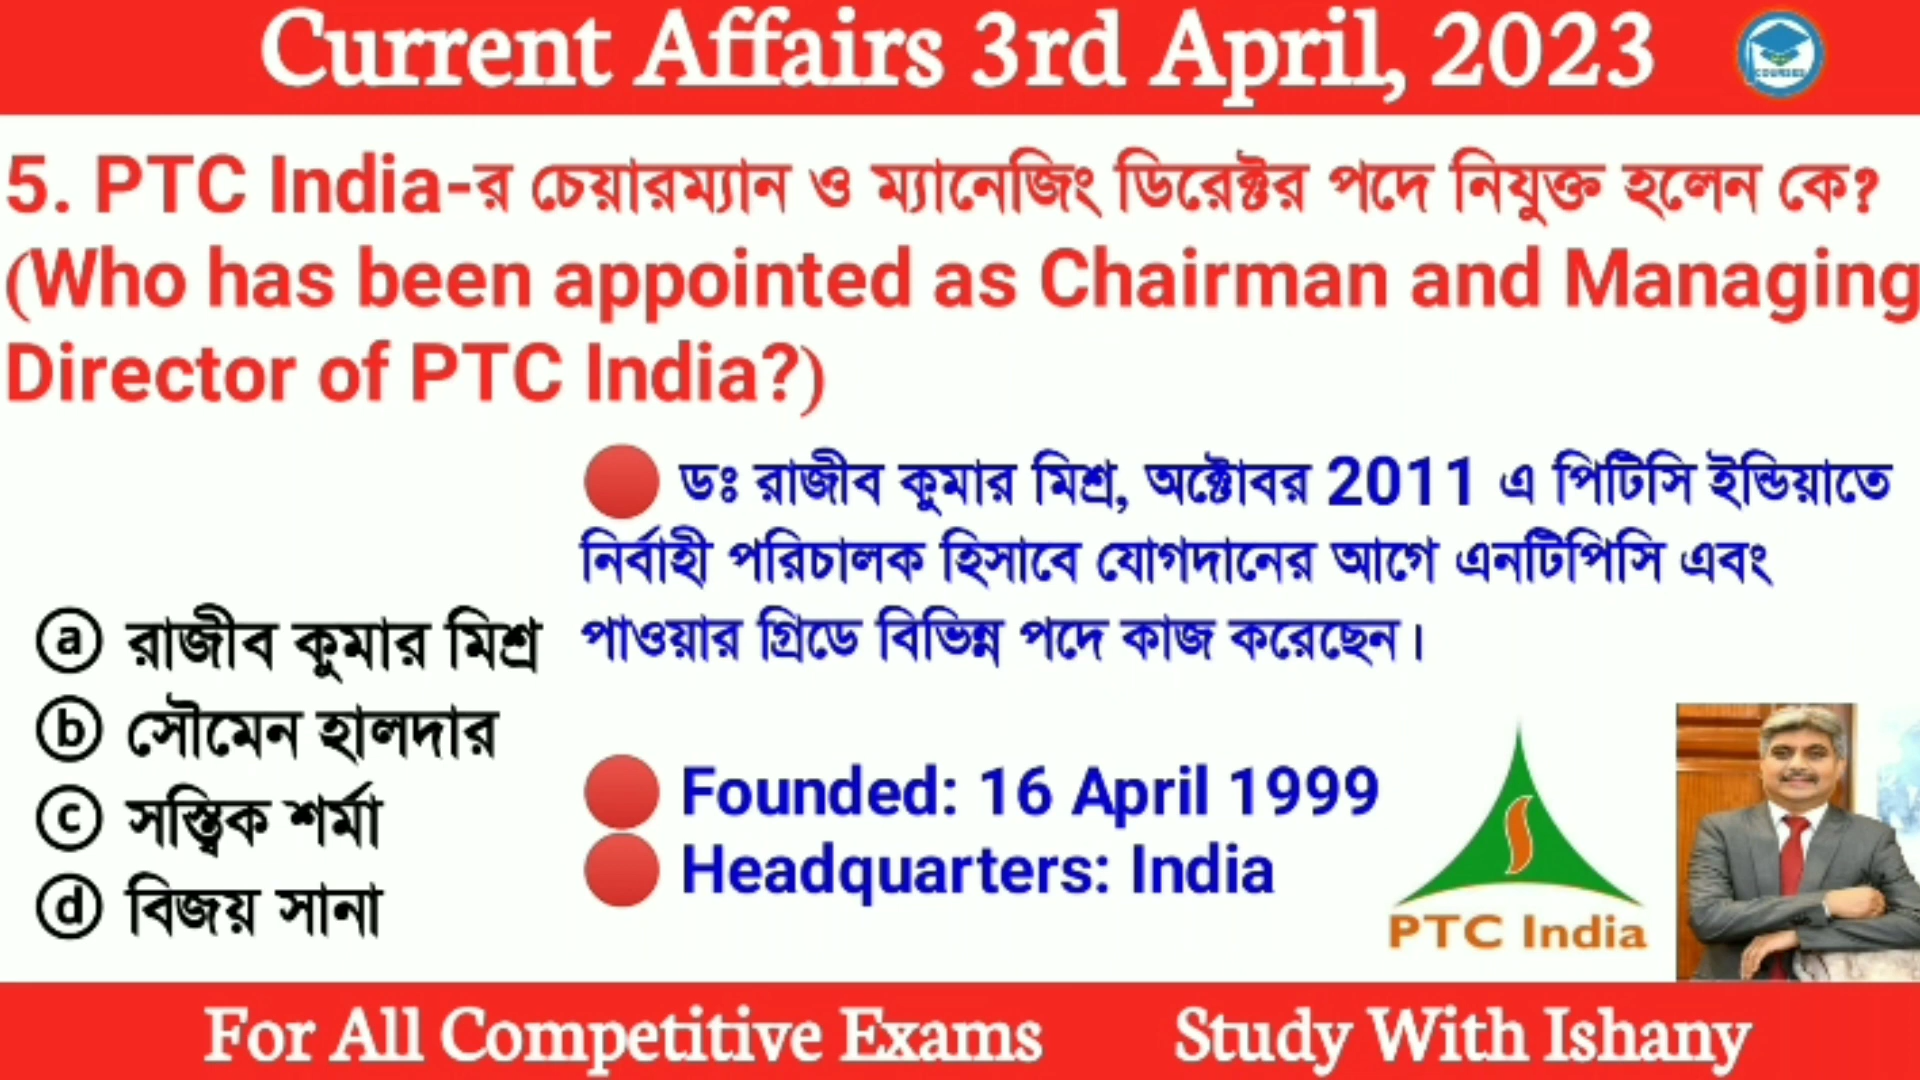 Current Affairs 3rd April, 2023
COURSES
5. PTC India-র চেয়ারম্যান ও ম্যানেজিং ডিরেক্টর পদে নিযুক্ত হলেন কে?
(Who has been appointed as Chairman and Managing
Director of PTC India?)
ডঃ রাজীব কুমার মিশ্র, অক্টোবর 2011 এ পিটিসি ইন্ডিয়াতে
নির্বাহী পরিচালক হিসাবে যোগদানের আগে এনটিপিসি এবং
পাওয়ার গ্রিডে বিভিন্ন পদে কাজ করেছেন।
ⓐ রাজীব কুমার মিশ্র
ⓑ সৌমেন হালদার
ⓒ সস্ত্বিক শর্মা
ⓓ বিজয় সানা
Founded: 16 April 1999
Headquarters: India
PTC India
For All Competitive Exams Study With Ishany